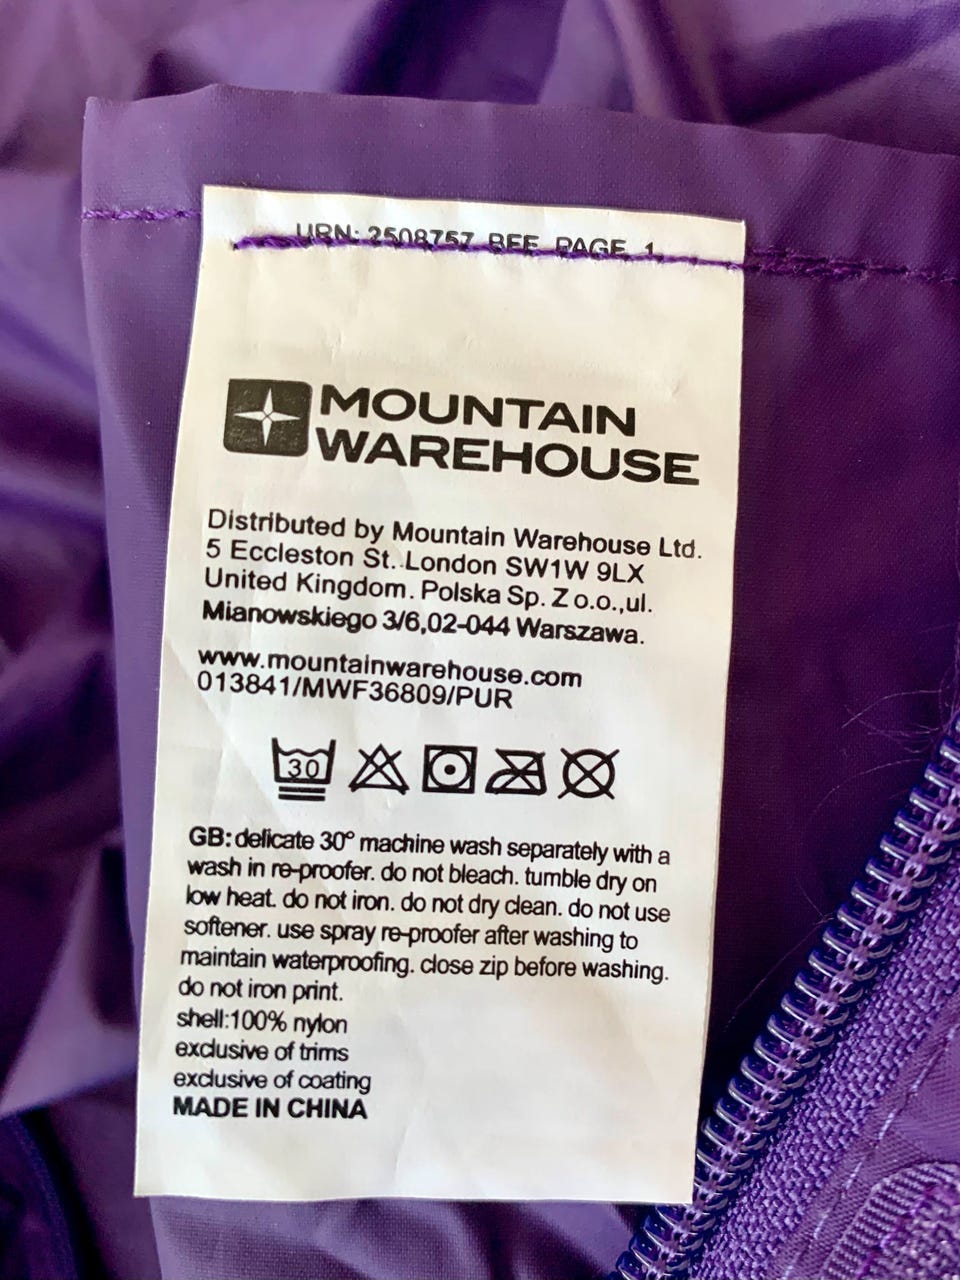 URN: 2508757 REF PAGE 1
MOUNTAIN
WAREHOUSE
Distributed by Mountain Warehouse Ltd.
5 Eccleston St. London SW1W 9LX
United Kingdom. Polska Sp. Z o.o.,ul.
Mianowskiego 3/6,02-044 Warszawa.
www.mountainwarehouse.com
013841/MWF36809/PUR
30
GB: delicate 30° machine wash separately with a
wash in re-proofer. do not bleach. tumble dry on
low heat. do not iron. do not dry clean. do not use
softener. use spray re-proofer after washing to
maintain waterproofing. close zip before washing.
do not iron print.
shell:100% nylon
exclusive of trims
exclusive of coating
MADE IN CHINA